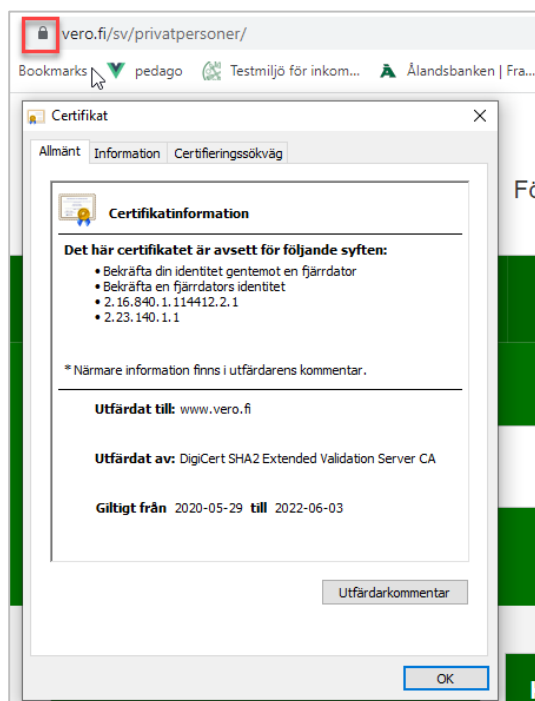 vero.fi/sv/privatpersoner/
Bookmarks pedago Testmiljö för inkom... Ålandsbanken | Fra...
Certifikat
Allmänt Information Certifieringssökväg
Certifikatinformation
Det här certifikatet är avsett för följande syften:
• Bekräfta din identitet gentemot en fjärrdator
• Bekräfta en fjärrdators identitet
• 2.16.840.1.114412.2.1
• 2.23.140.1.1
* Närmare information finns i utfärdarens kommentar.
Utfärdat till: www.vero.fi
Utfärdat av: DigiCert SHA2 Extended Validation Server CA
Giltigt från 2020-05-29 till 2022-06-03
Utfärdarkommentar
OK
Fö